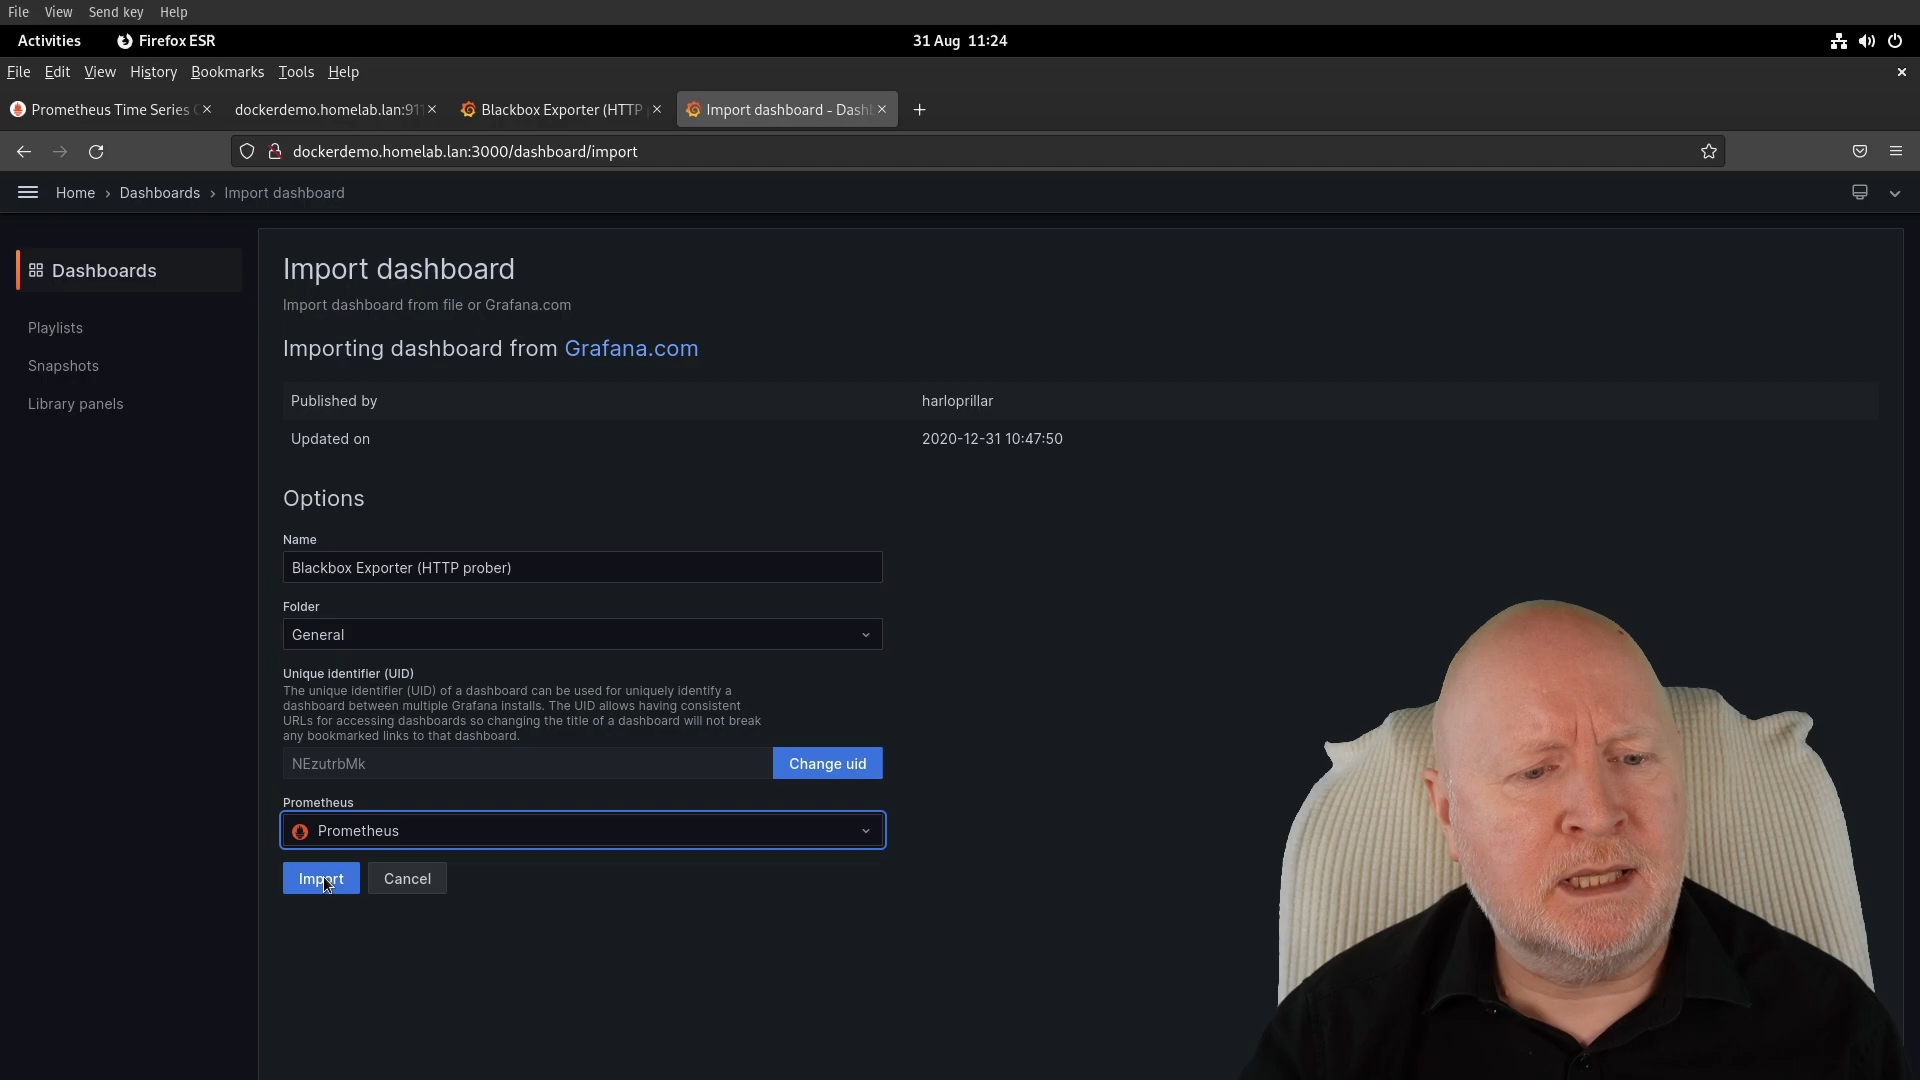 File View Send key Help
Activities Firefox ESR 31 Aug 11:24
File Edit View History Bookmarks Tools Help
Prometheus Time Series dockerdemo.homelab.lan:911 Blackbox Exporter (HTTP Import dashboard - Dash
dockerdemo.homelab.lan:3000/dashboard/import
Home › Dashboards › Import dashboard
Dashboards
Playlists
Snapshots
Library panels
Import dashboard
Import dashboard from file or Grafana.com
Importing dashboard from Grafana.com
Published by harloprillar
Updated on 2020-12-31 10:47:50
Options
Name
Blackbox Exporter (HTTP prober)
Folder
General
Unique identifier (UID)
The unique identifier (UID) of a dashboard can be used for uniquely identify a
dashboard between multiple Grafana installs. The UID allows having consistent
URLs for accessing dashboards so changing the title of a dashboard will not break
any bookmarked links to that dashboard.
NEzutrbMk Change uid
Prometheus
Prometheus
Import Cancel